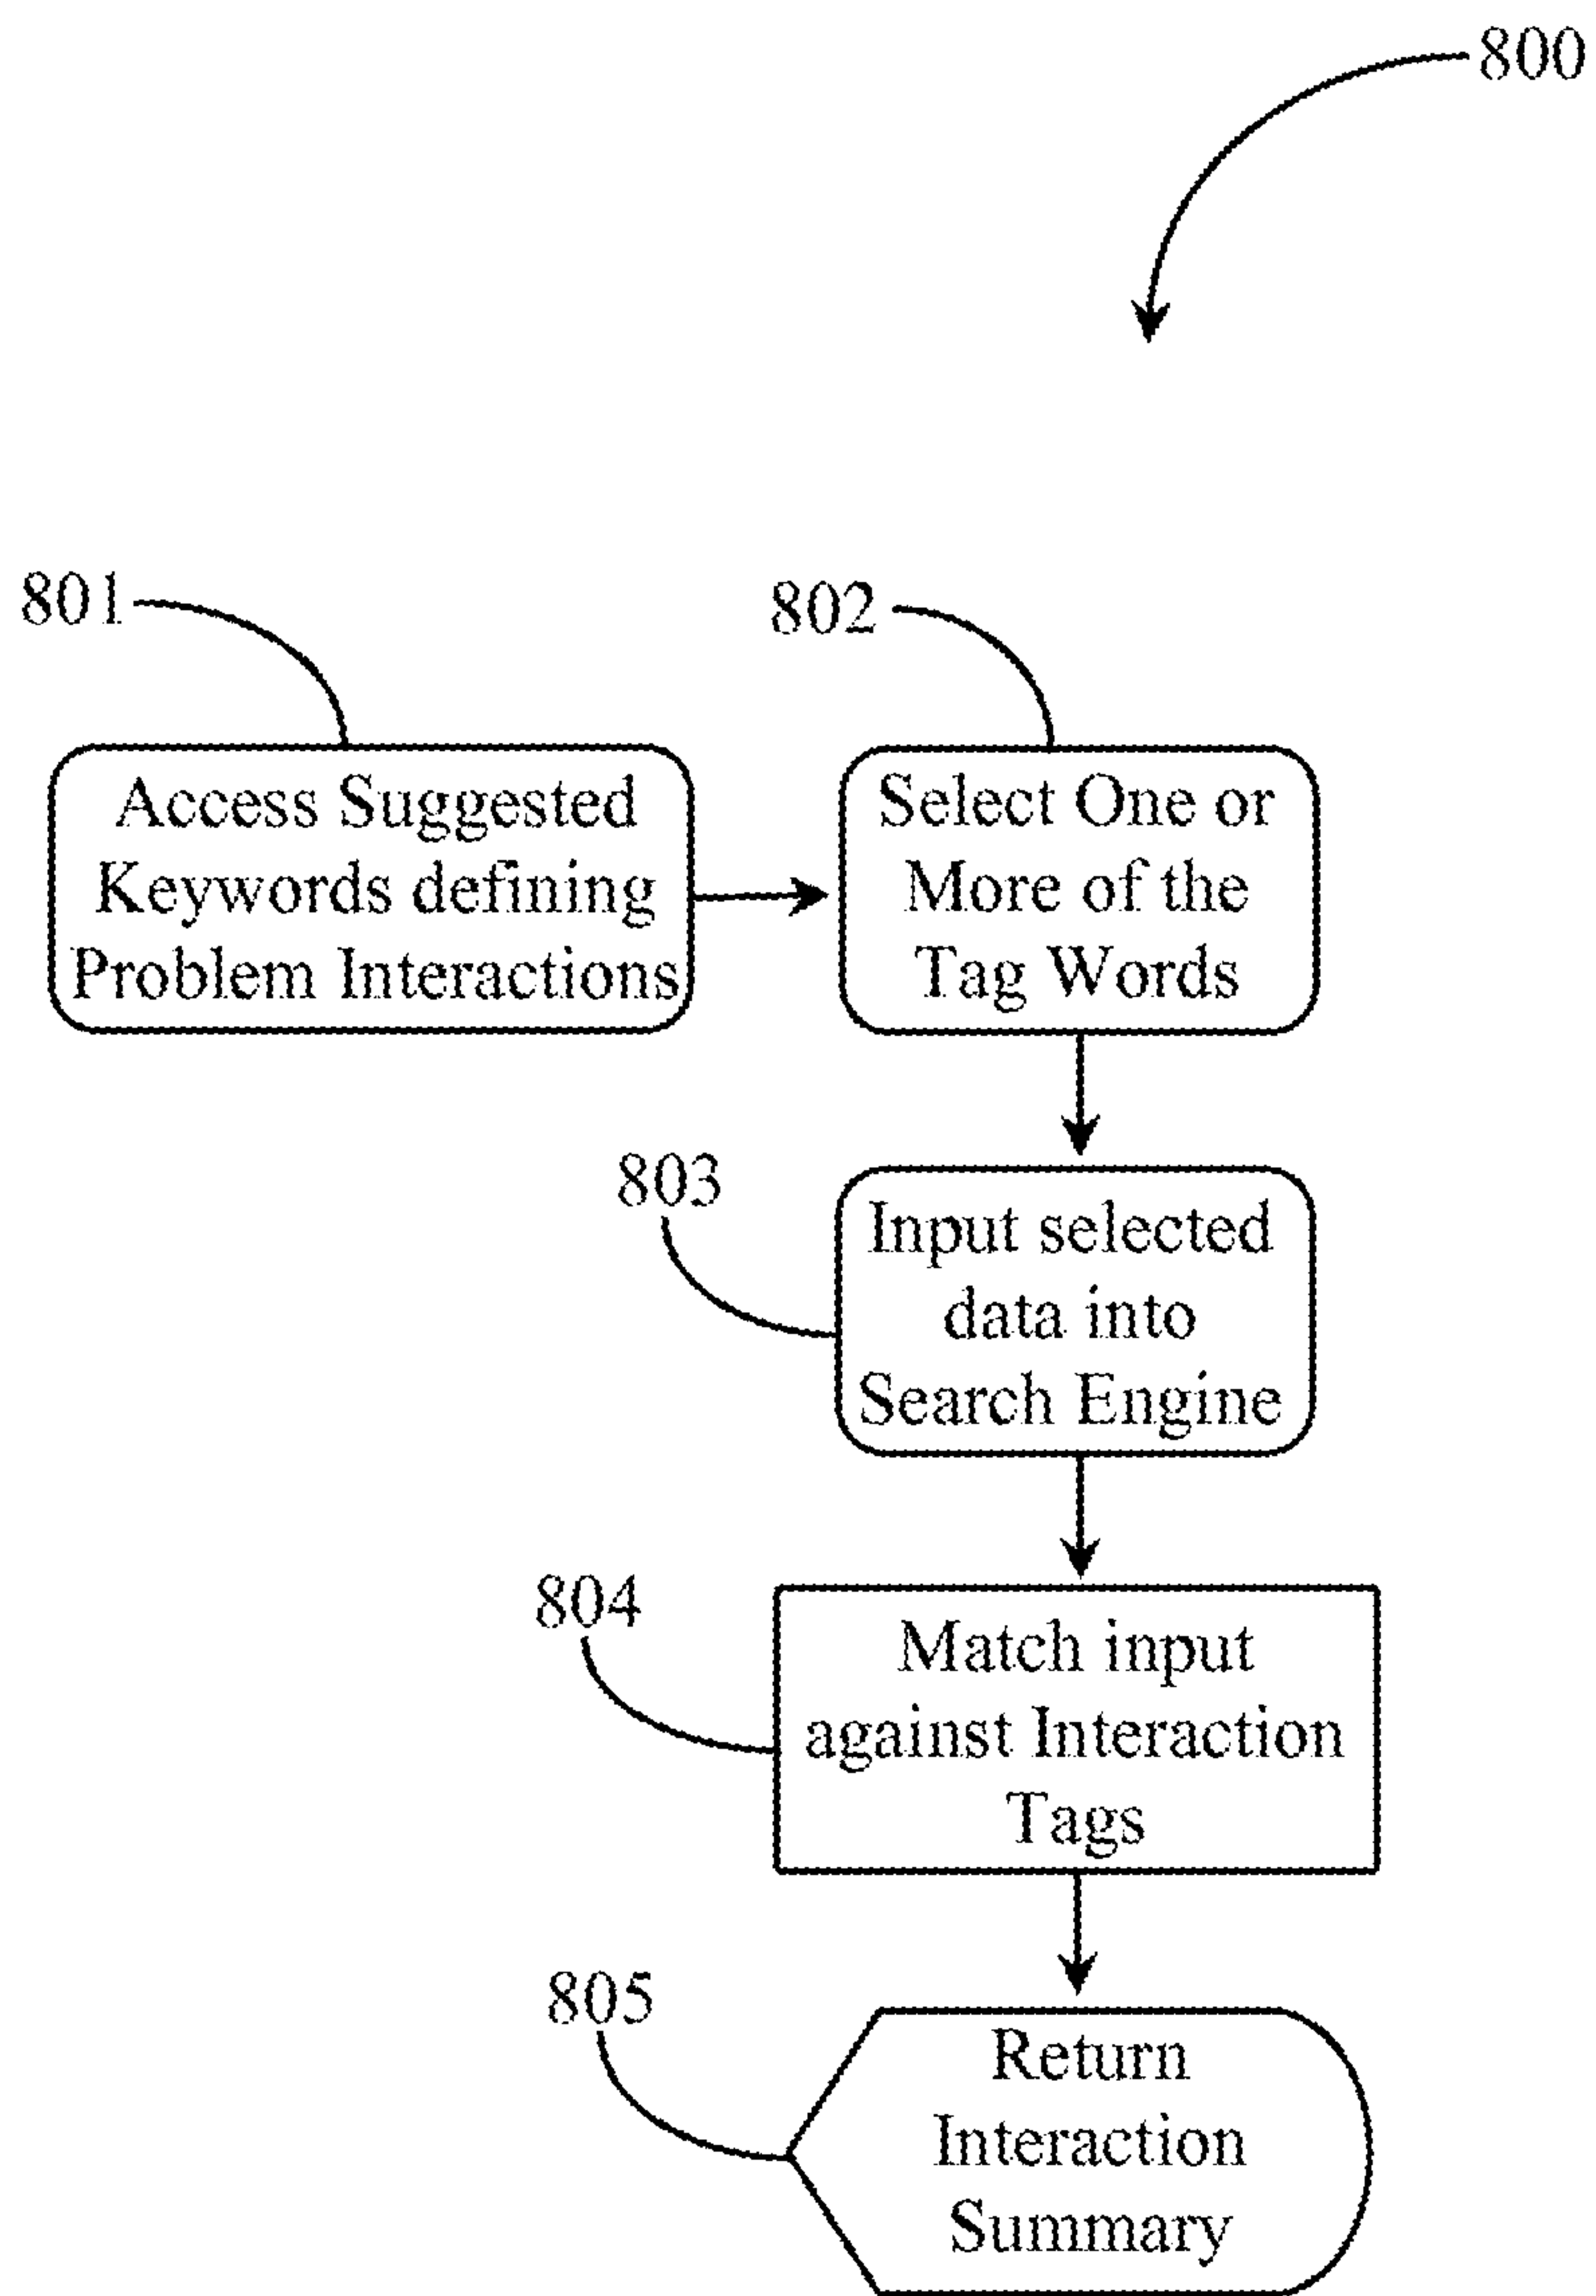 800
801
802
Access Suggested
Keywords defining
Problem Interactions
Select One or
More of the
Tag Words
803
Input selected
data into
Search Engine
804
Match input
against Interaction
Tags
805
Return
Interaction
Summary